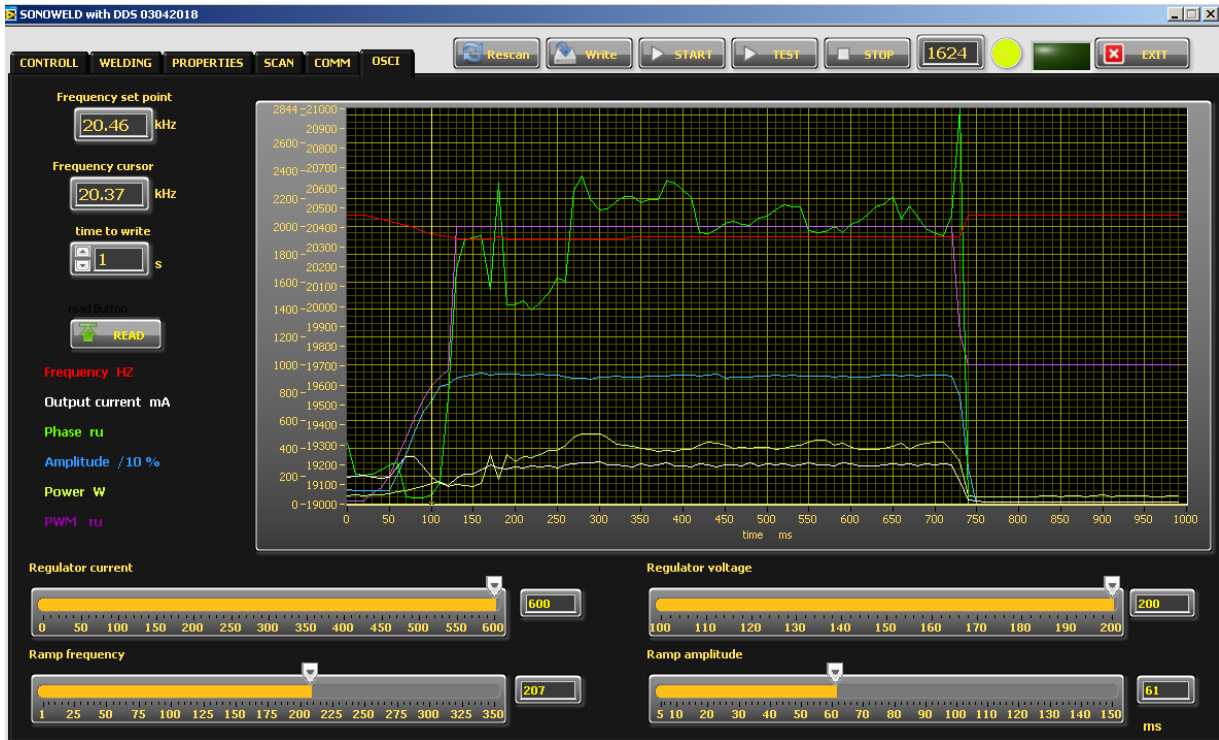 SONOWELD with DDS 03042018
CONTROLL WELDING PROPERTIES SCAN COMM OSCI Rescan Write START TEST STOP 1624 EXIT
Frequency set point
20.46 kHz
Frequency cursor
20.37 kHz
time to write
1 s
read Button
READ
Frequency HZ
Output current mA
Phase ru
Amplitude /10 %
Power W
PWM ru
2844 21000
20900
2600 20800
20700
2400 20600
2200 20500
2000 20400
20300
1800 20200
1600 20100
20000
1400 19900
1200 19800
1000 19700
19600
800 19500
600 19400
400 19300
19200
200 19100
0 19000
0 50 100 150 200 250 300 350 400 450 500 550 600 650 700 750 800 850 900 950 1000
time ms
Regulator current
600
0 50 100 150 200 250 300 350 400 450 500 550 600
Regulator voltage
200
100 110 120 130 140 150 160 170 180 190 200
Ramp frequency
207
1 25 50 75 100 125 150 175 200 225 250 275 300 325 350
Ramp amplitude
61
5 10 20 30 40 50 60 70 80 90 100 110 120 130 140 150
ms